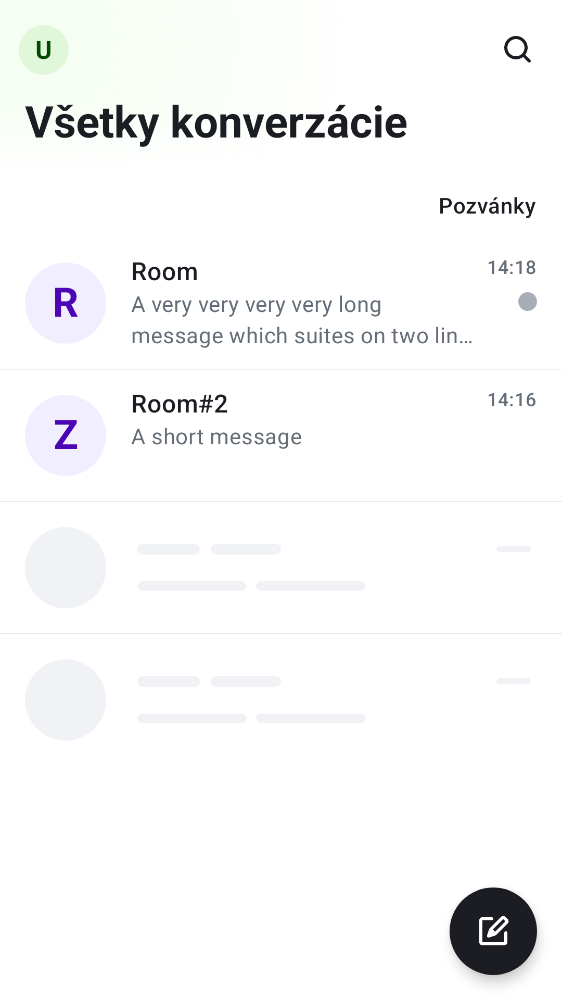 U
Všetky konverzácie
Pozvánky
R
Room
14:18
A very very very very long
message which suites on two lin…
Z
Room#2
14:16
A short message